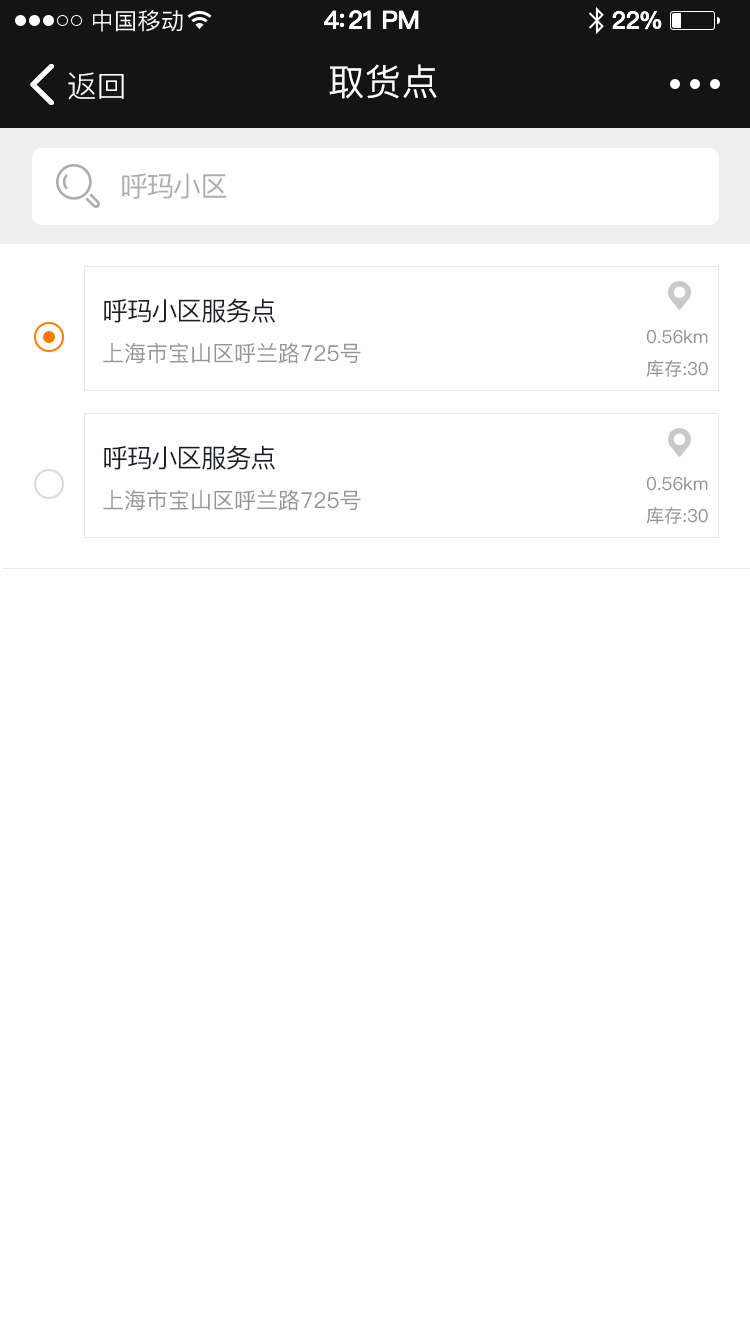 中国移动 4:21 PM 22%
返回 取货点
呼玛小区
呼玛小区服务点
上海市宝山区呼兰路725号
0.56km
库存:30
呼玛小区服务点
上海市宝山区呼兰路725号
0.56km
库存:30